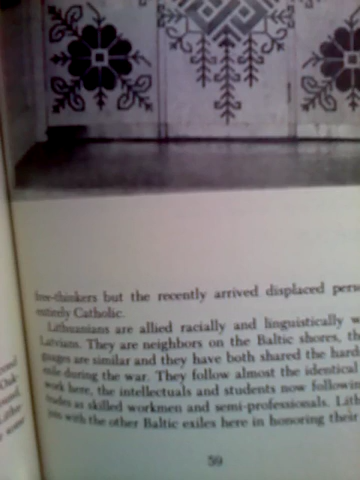 free-thinkers but the recently arrived displaced pers
entirely Catholic.
Lithuanians are allied racially and linguistically w
Latvians. They are neighbors on the Baltic shores, th
guages are similar and they have both shared the hard
exile during the war. They follow almost the identical
work here, the intellectuals and students now followin
trades as skilled workmen and semi-professionals. Lith
join with the other Baltic exiles here in honoring their
59